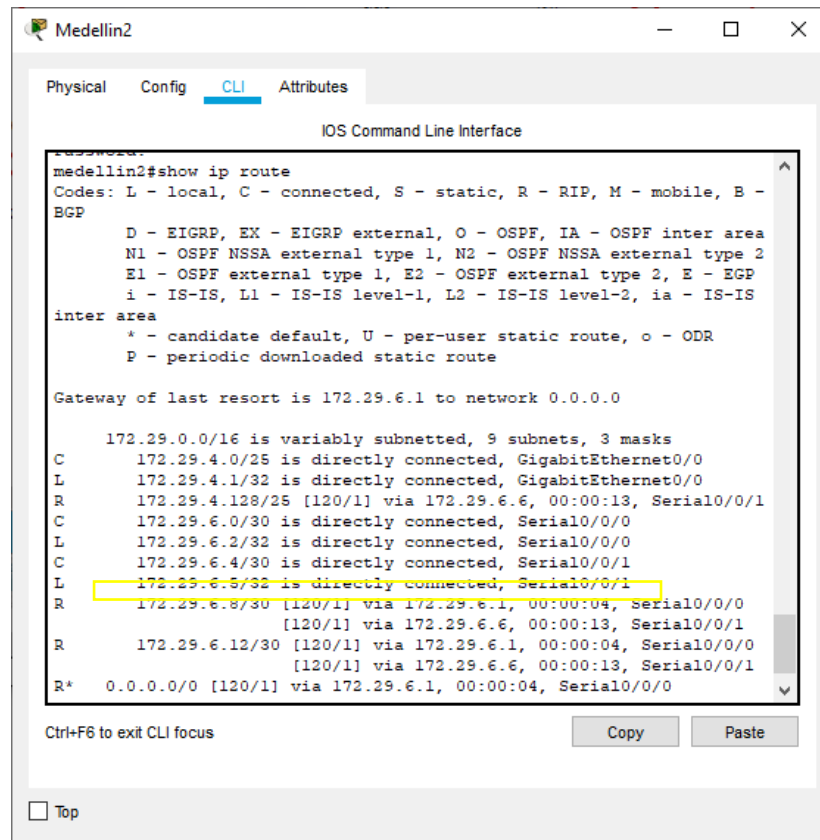 Medellin2
Physical Config CLI Attributes
IOS Command Line Interface
medellin2#show ip route
Codes: L - local, C - connected, S - static, R - RIP, M - mobile, B -
BGP
D - EIGRP, EX - EIGRP external, O - OSPF, IA - OSPF inter area
N1 - OSPF NSSA external type 1, N2 - OSPF NSSA external type 2
E1 - OSPF external type 1, E2 - OSPF external type 2, E - EGP
i - IS-IS, L1 - IS-IS level-1, L2 - IS-IS level-2, ia - IS-IS
inter area
* - candidate default, U - per-user static route, o - ODR
P - periodic downloaded static route
Gateway of last resort is 172.29.6.1 to network 0.0.0.0
172.29.0.0/16 is variably subnetted, 9 subnets, 3 masks
C 172.29.4.0/25 is directly connected, GigabitEthernet0/0
L 172.29.4.1/32 is directly connected, GigabitEthernet0/0
R 172.29.4.128/25 [120/1] via 172.29.6.6, 00:00:13, Serial0/0/1
C 172.29.6.0/30 is directly connected, Serial0/0/0
L 172.29.6.2/32 is directly connected, Serial0/0/0
C 172.29.6.4/30 is directly connected, Serial0/0/1
L 172.29.6.5/32 is directly connected, Serial0/0/1
R 172.29.6.8/30 [120/1] via 172.29.6.1, 00:00:04, Serial0/0/0
[120/1] via 172.29.6.6, 00:00:13, Serial0/0/1
R 172.29.6.12/30 [120/1] via 172.29.6.1, 00:00:04, Serial0/0/0
[120/1] via 172.29.6.6, 00:00:13, Serial0/0/1
R* 0.0.0.0/0 [120/1] via 172.29.6.1, 00:00:04, Serial0/0/0
Ctrl+F6 to exit CLI focus
Copy Paste
Top